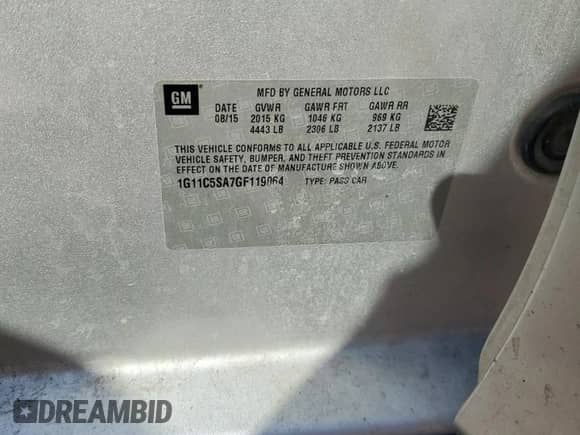 GM
MFD BY GENERAL MOTORS LLC
DATE GVWR GAWR FRT GAWR RR
08/15 2015 KG 1046 KG 969 KG
4443 LB 2306 LB 2137 LB
THIS VEHICLE CONFORMS TO ALL APPLICABLE U.S. FEDERAL MOTOR
VEHICLE SAFETY, BUMPER, AND THEFT PREVENTION STANDARDS IN
EFFECT ON THE DATE OF MANUFACTURE SHOWN ABOVE.
1G11C5SA7GF119064 TYPE: PASS CAR
DREAMBID